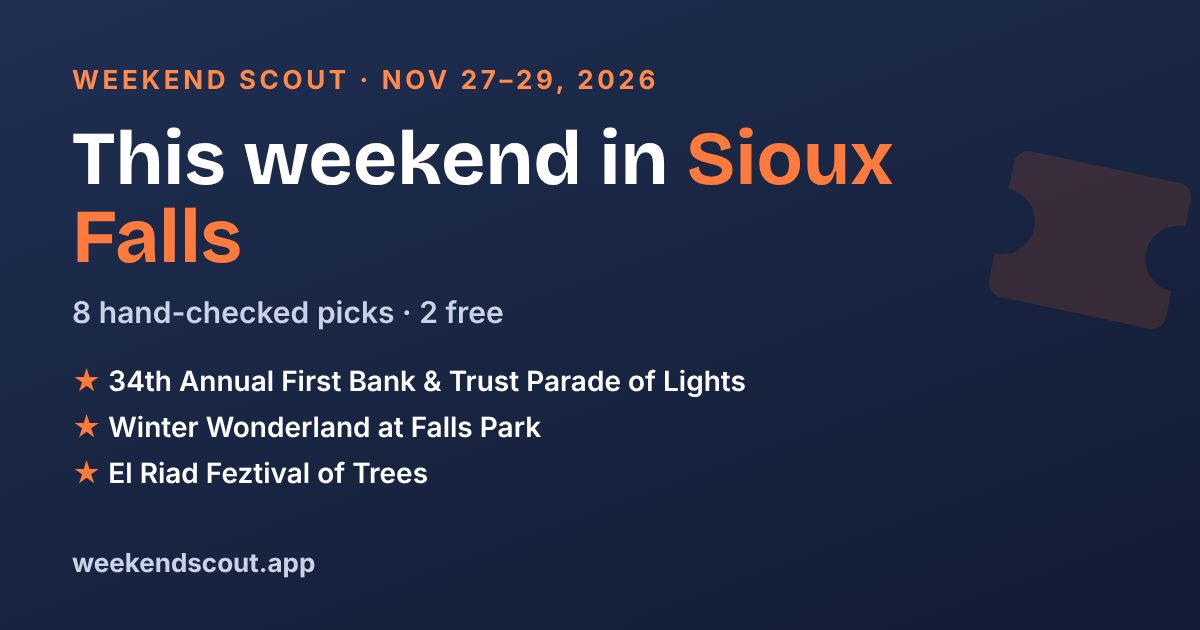 WEEKEND SCOUT · NOV 27–29, 2026
This weekend in Sioux
Falls
8 hand-checked picks · 2 free
★ 34th Annual First Bank & Trust Parade of Lights
★ Winter Wonderland at Falls Park
★ El Riad Feztival of Trees
weekendscout.app